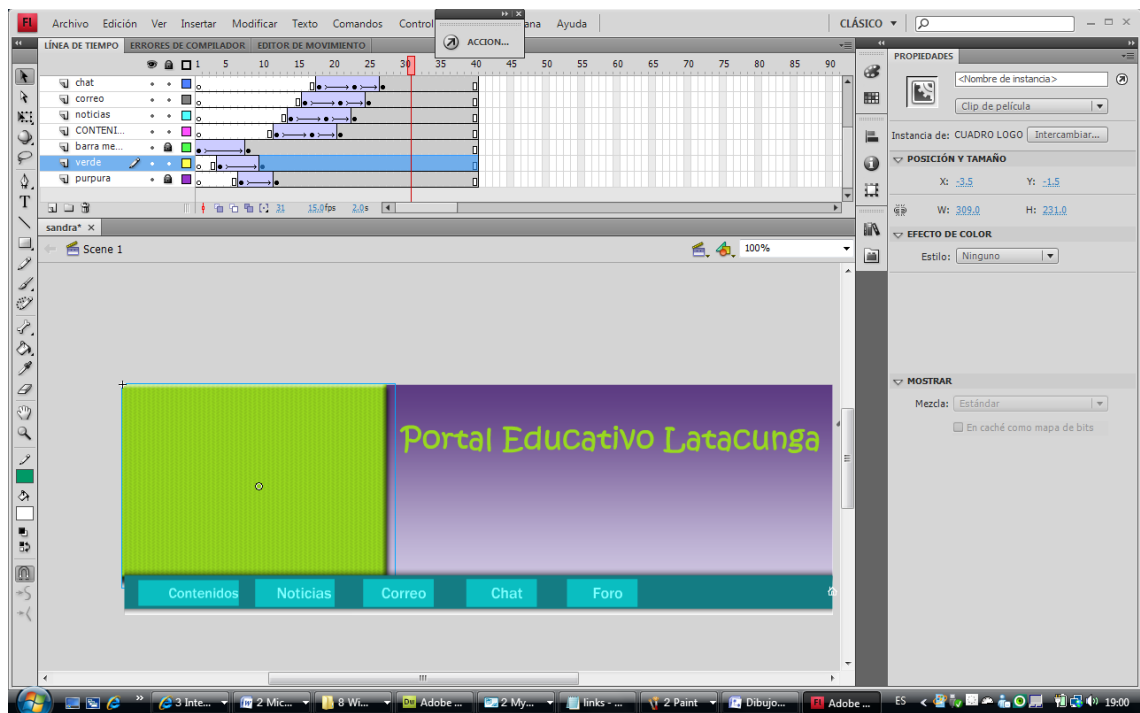 Fl Archivo Edición Ver Insertar Modificar Texto Comandos Control ana Ayuda CLÁSICO
ACCION...
LÍNEA DE TIEMPO ERRORES DE COMPILADOR EDITOR DE MOVIMIENTO
1 5 10 15 20 25 30 35 40 45 50 55 60 65 70 75 80 85 90
chat
correo
noticias
CONTENI...
barra me...
verde
purpura
31 15.0fps 2.0s
sandra*
Scene 1 100%
PROPIEDADES
<Nombre de instancia>
Clip de película
Instancia de: CUADRO LOGO Intercambiar...
POSICIÓN Y TAMAÑO
X: -3.5 Y: -1.5
W: 309.0 H: 231.0
EFECTO DE COLOR
Estilo: Ninguno
MOSTRAR
Mezcla: Estándar
En caché como mapa de bits
Portal Educativo Latacunga
Contenidos Noticias Correo Chat Foro
3 Inte... 2 Mic... 8 Wi... Dw Adobe ... 2 My... links - ... 2 Paint Dibujo... Fl Adobe ... ES 19:00